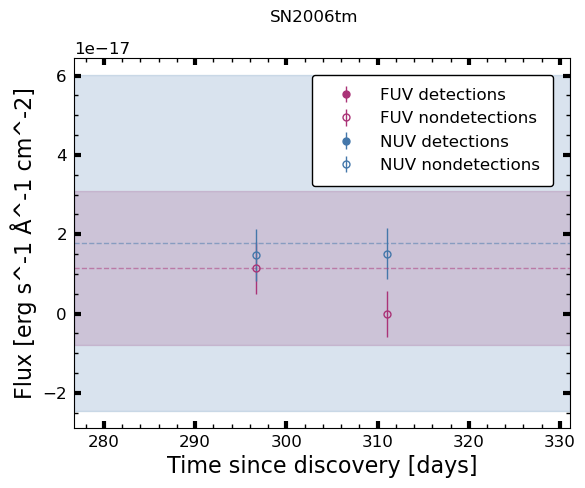 SN2006tm
1e−17
6
4
2
0
−2
Flux [erg s^-1 Å^-1 cm^-2]
FUV detections
FUV nondetections
NUV detections
NUV nondetections
280 290 300 310 320 330
Time since discovery [days]